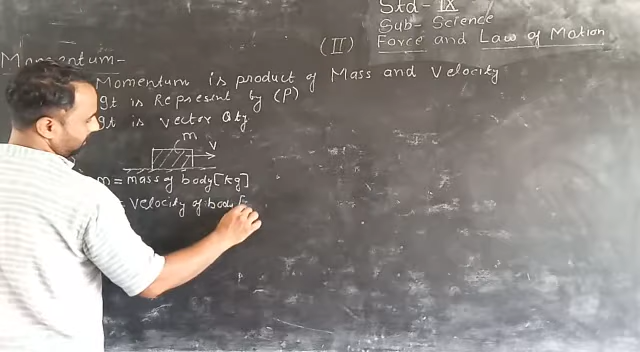 Std - IX
Sub - Science
(II) Force and Law of Motion
Momentum -
Momentum is product of Mass and Velocity
It is Represent by (P)
It is vector Qty
m
v
m = mass of body [kg]
= velocity of body [